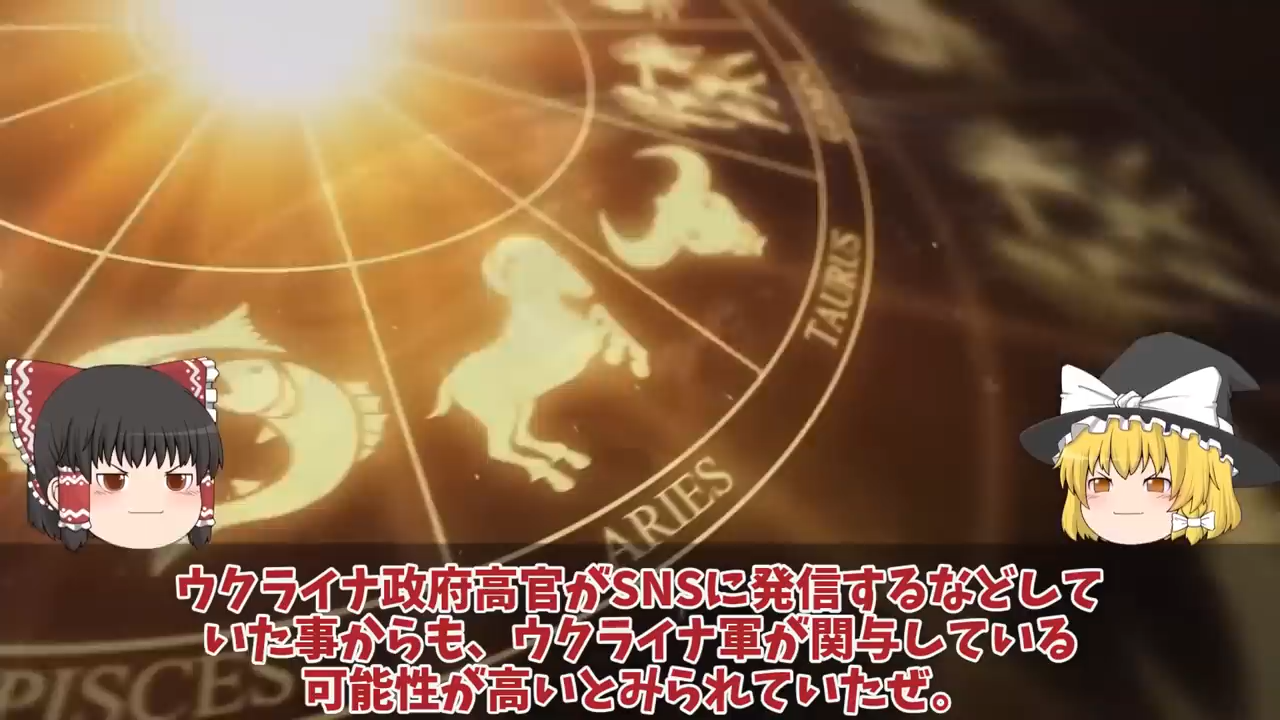 TAURUS
ARIES
PISCES
ウクライナ政府高官がSNSに発信するなどして
いた事からも、ウクライナ軍が関与している
可能性が高いとみられていたぜ。